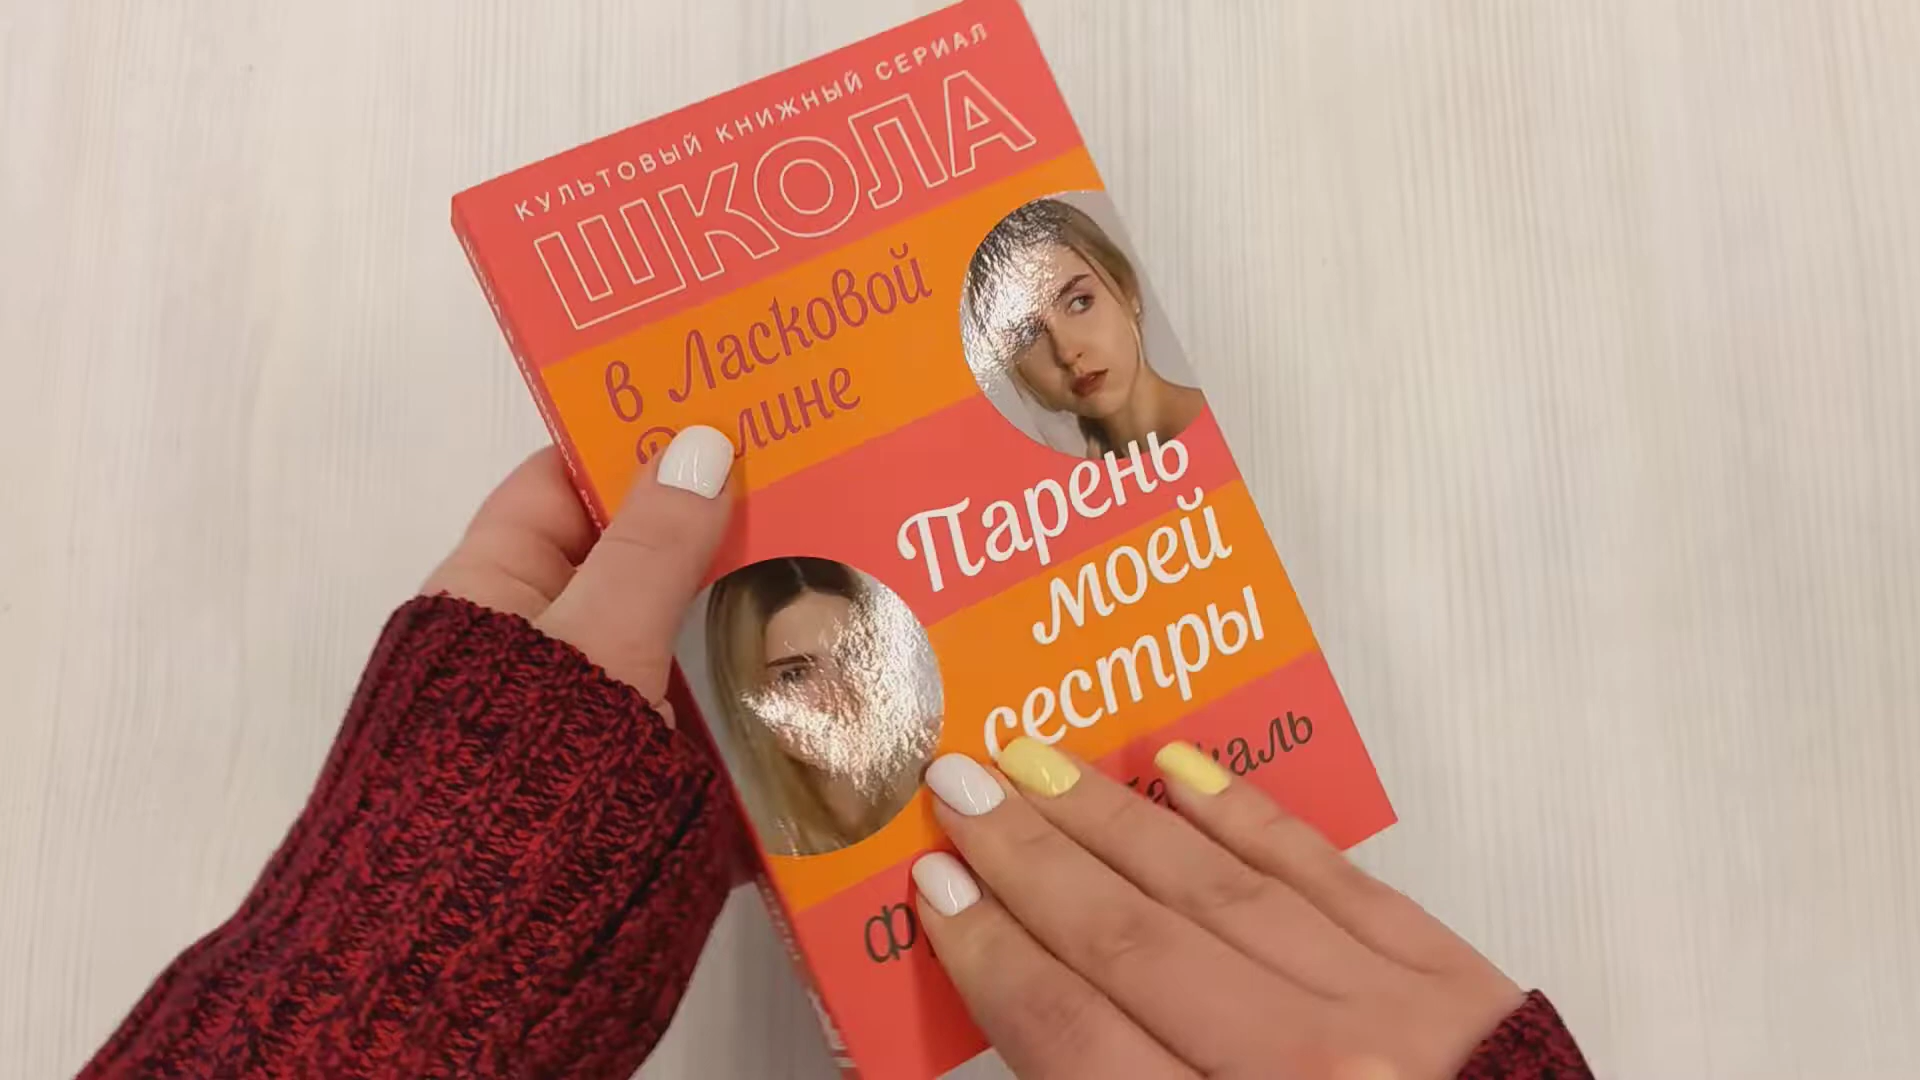 КУЛЬТОВЫЙ КНИЖНЫЙ СЕРИАЛ
ШКОЛА
в Ласковой
Парень
моей
сестры